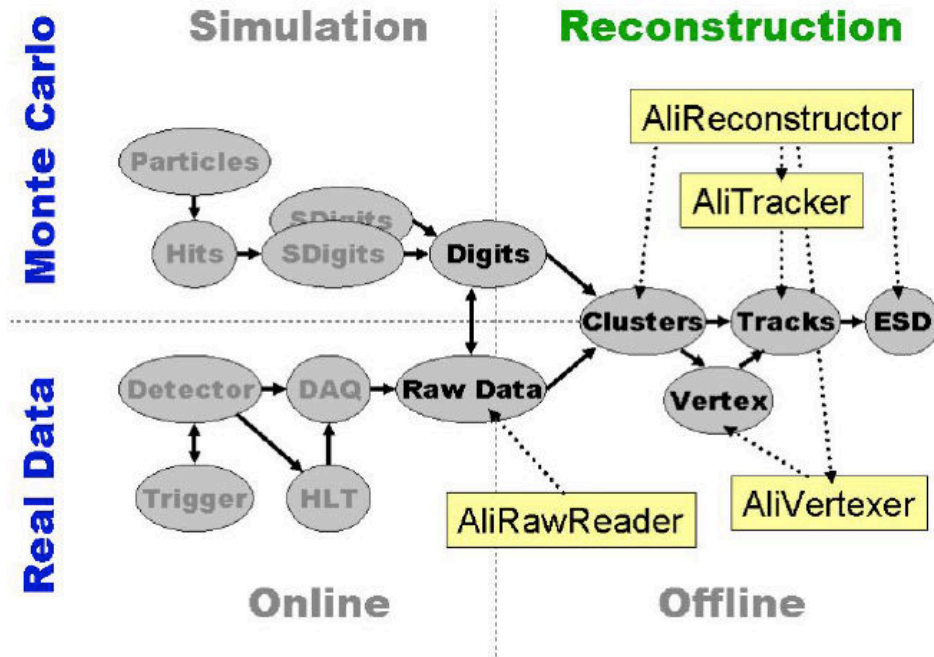 Simulation
Reconstruction
Monte Carlo
AliReconstructor
Particles
AliTracker
SDigits
Hits
SDigits
Digits
Clusters
Tracks
ESD
Detector
DAQ
Raw Data
Vertex
Trigger
HLT
AliRawReader
AliVertexer
Real Data
Online
Offline